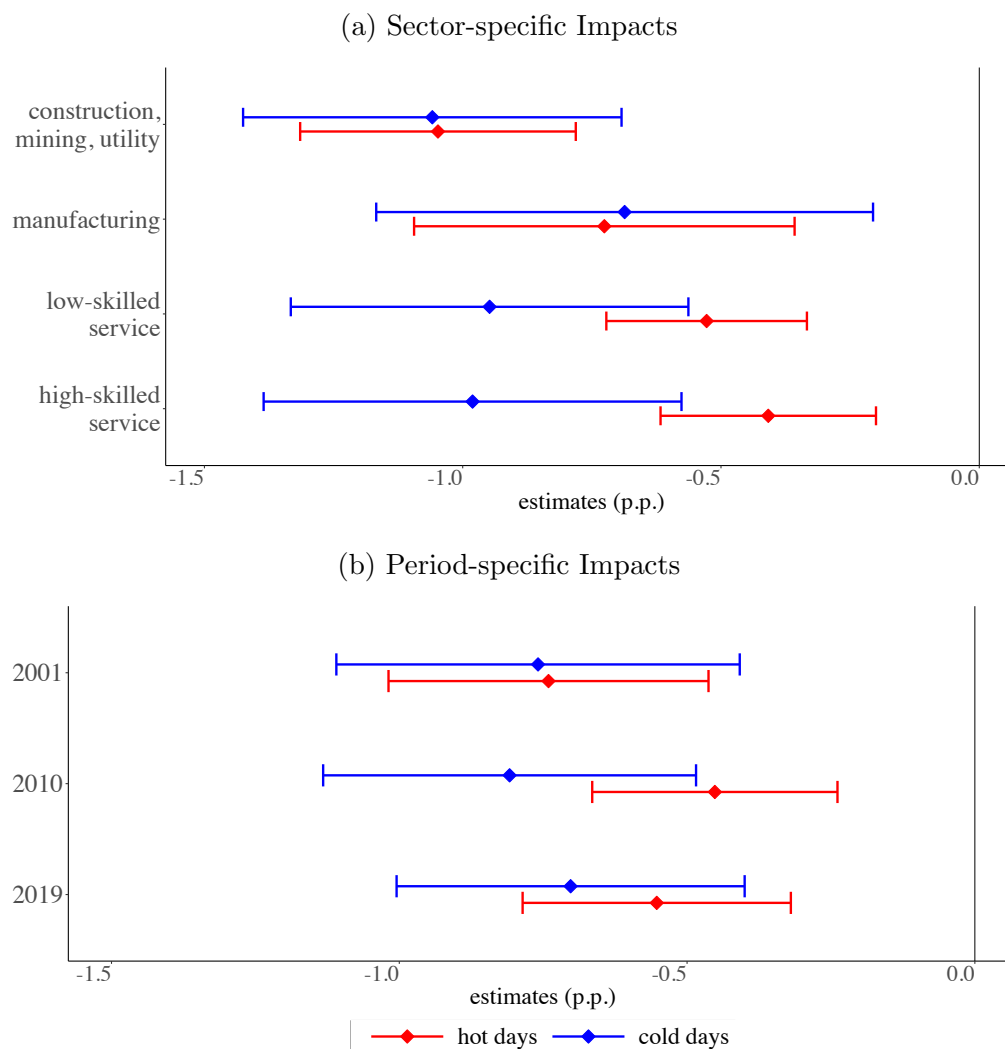 (a) Sector-specific Impacts
construction,
mining, utility
manufacturing
low-skilled
service
high-skilled
service
-1.5 -1.0 -0.5 0.0
estimates (p.p.)
(b) Period-specific Impacts
2001
2010
2019
-1.5 -1.0 -0.5 0.0
estimates (p.p.)
hot days cold days